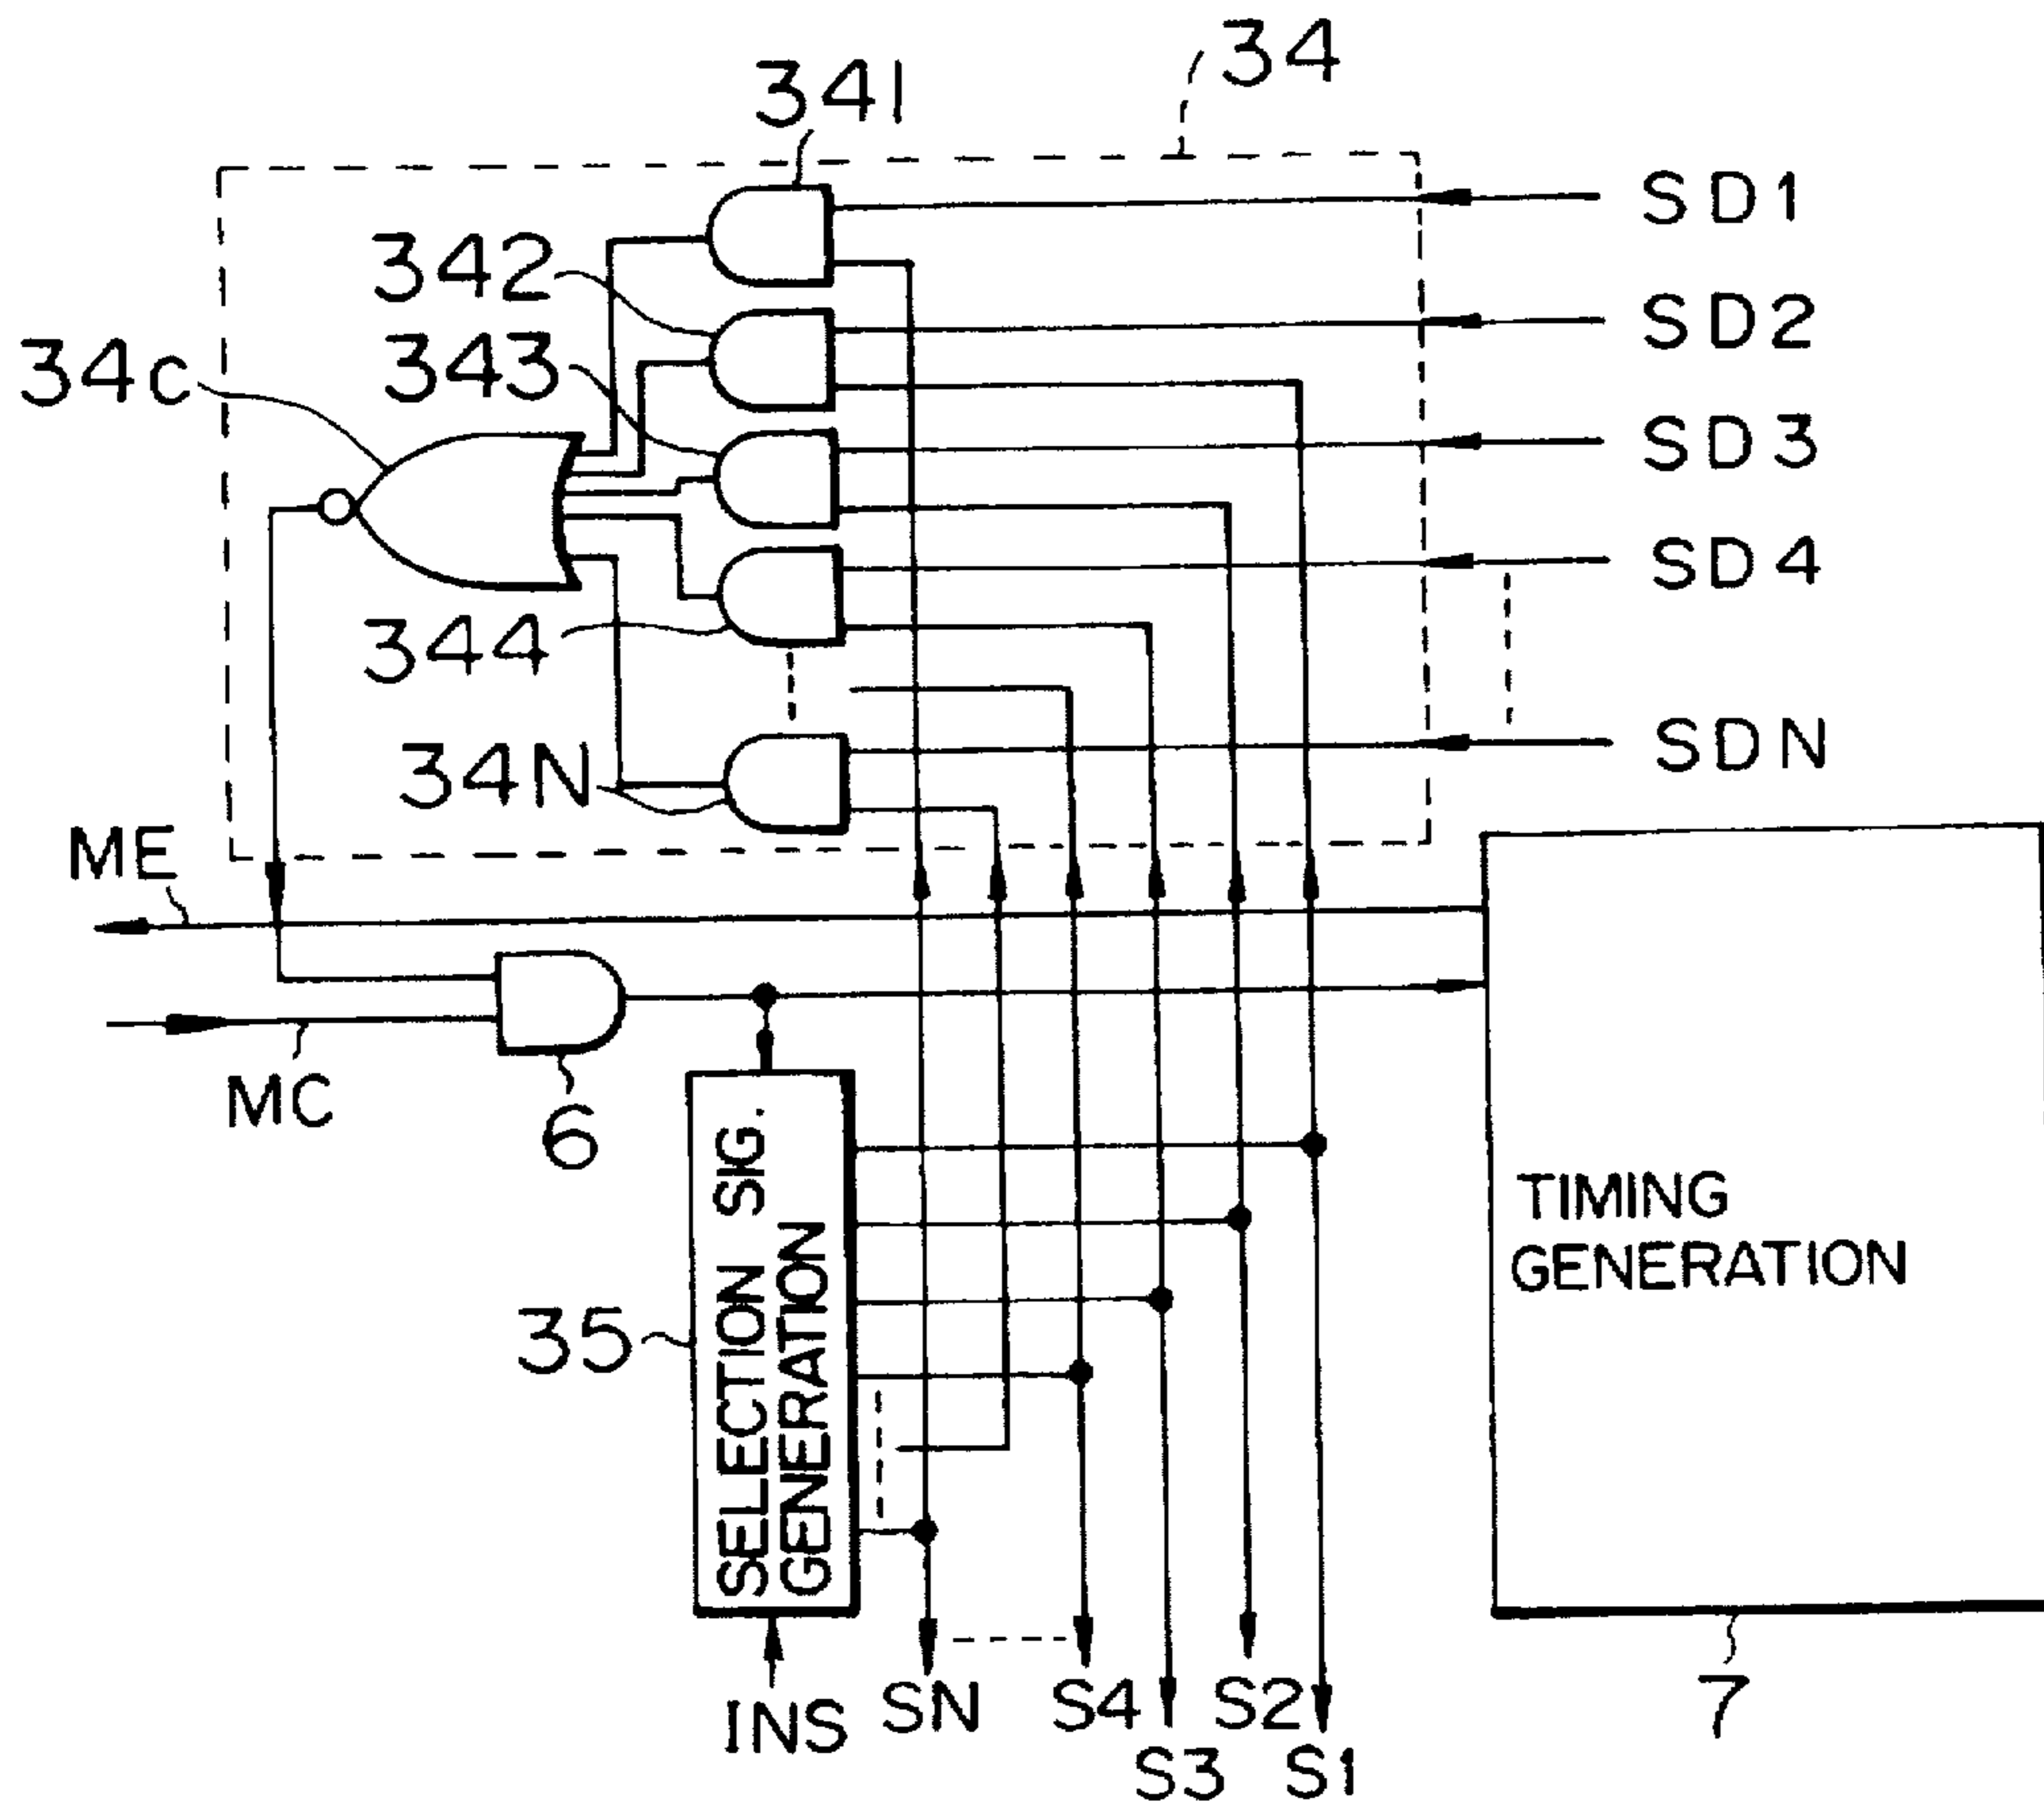 34
341
SD1
342
SD2
343
34c
SD3
SD4
344
34N
SDN
ME
MC
6
SELECTION SIG.
GENERATION
TIMING
GENERATION
35
INS
SN
S4
S2
S3
S1
7